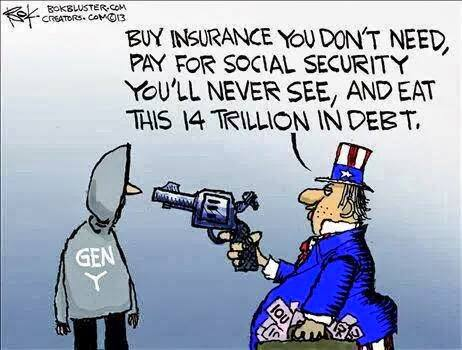 BOK-
BOKBLUSTER.COM
CREATORS.COM©13
BUY INSURANCE YOU DON'T NEED,
PAY FOR SOCIAL SECURITY
YOU'LL NEVER SEE, AND EAT
THIS 14 TRILLION IN DEBT.
GEN
Y
IOU